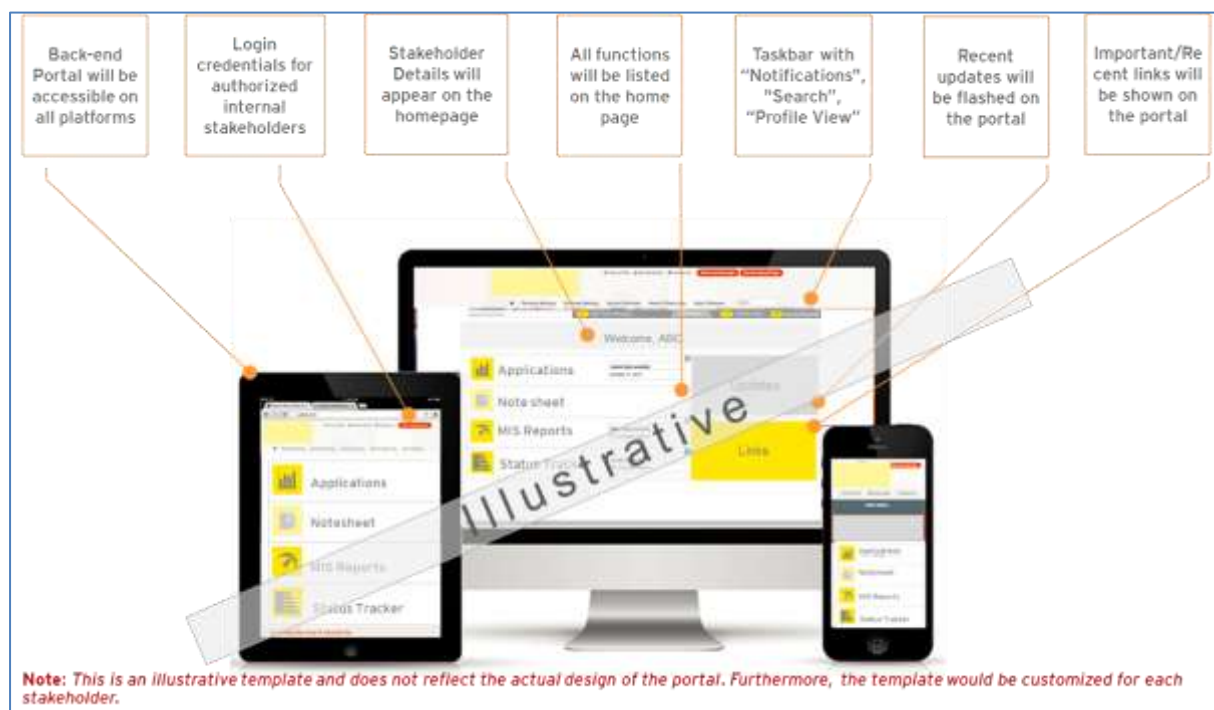 Back-end
Portal will be
accessible on
all platforms
Login
credentials for
authorized
internal
stakeholders
Stakeholder
Details will
appear on the
homepage
All functions
will be listed
on the home
page
Taskbar with
“Notifications”,
"Search",
“Profile View”
Recent
updates will
be flashed on
the portal
Important/Re
cent links will
be shown on
the portal
Welcome, ABC
Applications
Note sheet
MIS Reports
Status Tracker
Updates
Links
Applications
Notesheet
MIS Reports
Status Tracker
Notesheet
MIS Reports
Status Tracker
Illustrative
Note: This is an illustrative template and does not reflect the actual design of the portal. Furthermore, the template would be customized for each
stakeholder.